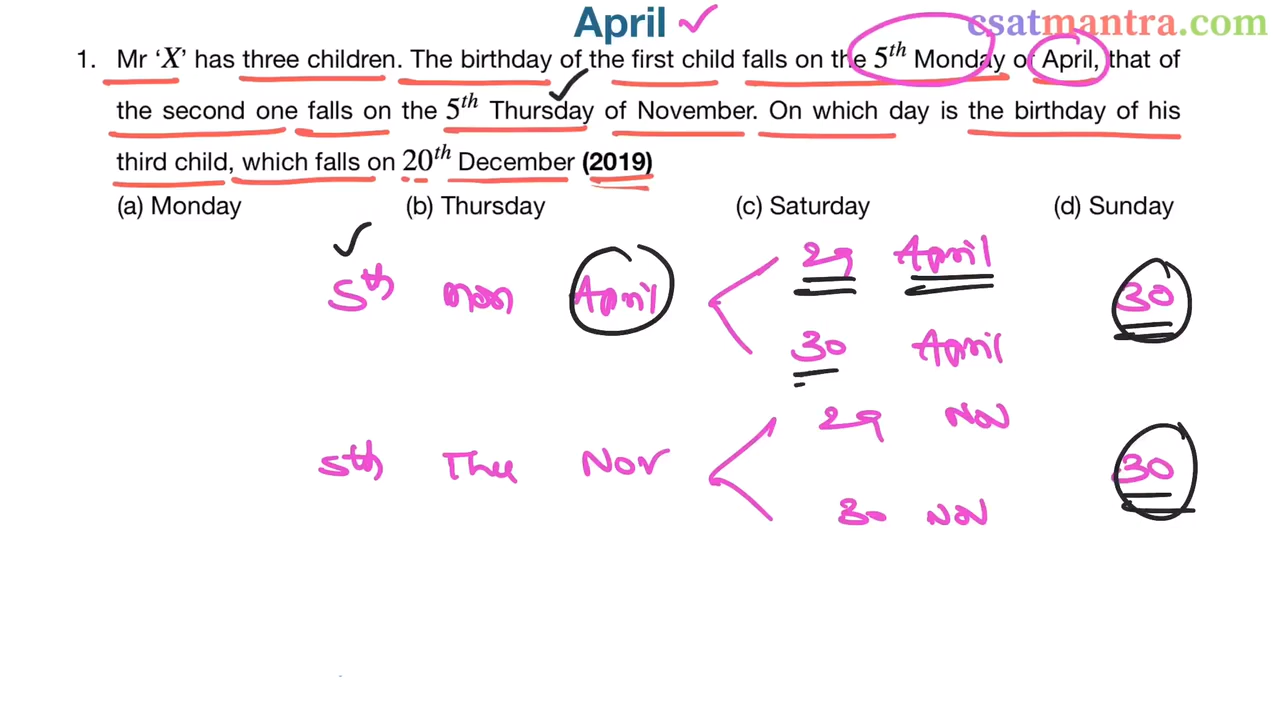 April
csatmantra.com
1. Mr ‘X’ has three children. The birthday of the first child falls on the 5th Monday of April, that of
the second one falls on the 5th Thursday of November. On which day is the birthday of his
third child, which falls on 20th December (2019)
(a) Monday (b) Thursday (c) Saturday (d) Sunday
29 April
5th mon April 30
30 April
29 Nov
5th Thu Nov 30
30 Nov